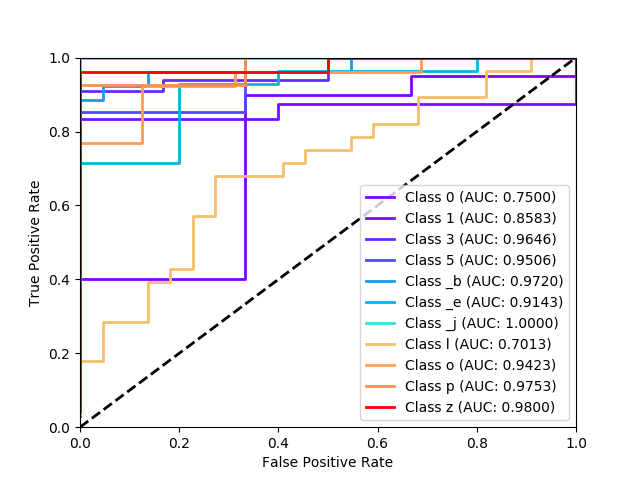 1.0
0.8
0.6
0.4
0.2
0.0
True Positive Rate
0.0 0.2 0.4 0.6 0.8 1.0
False Positive Rate
Class 0 (AUC: 0.7500)
Class 1 (AUC: 0.8583)
Class 3 (AUC: 0.9646)
Class 5 (AUC: 0.9506)
Class _b (AUC: 0.9720)
Class _e (AUC: 0.9143)
Class _j (AUC: 1.0000)
Class l (AUC: 0.7013)
Class o (AUC: 0.9423)
Class p (AUC: 0.9753)
Class z (AUC: 0.9800)